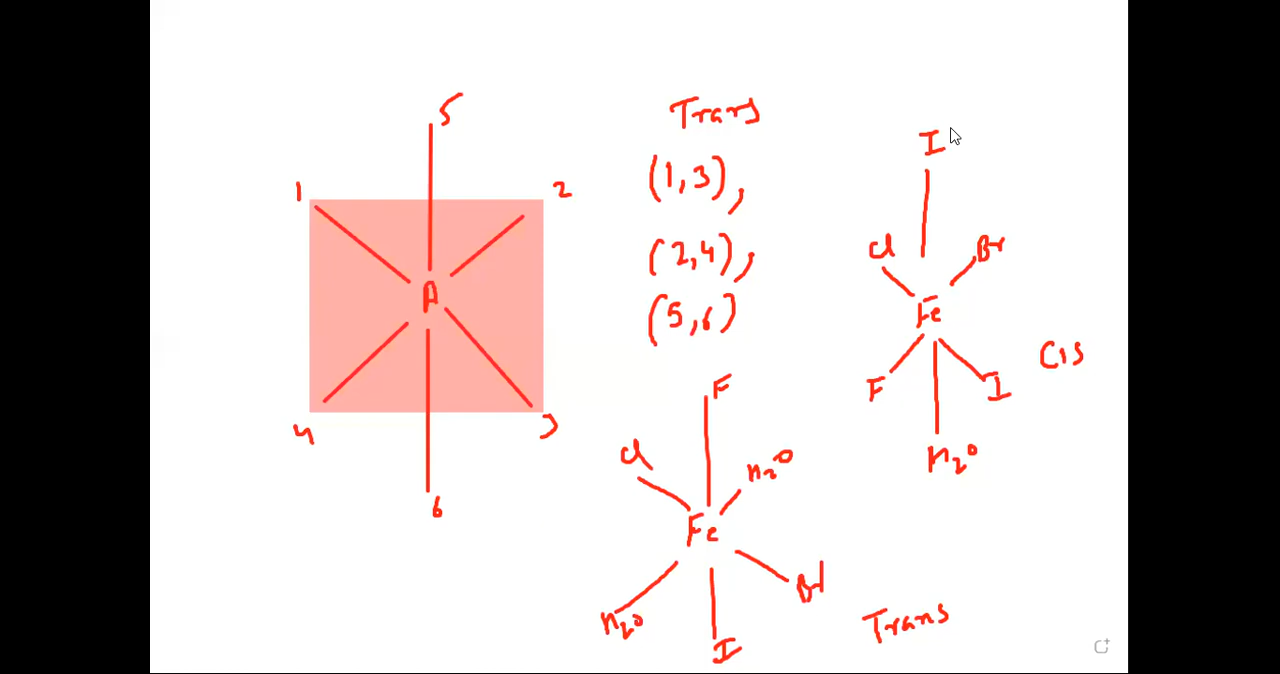 5
1
2
A
4
3
6
Trans
(1,3),
(2,4),
(5,6)
I
Cl
Br
Fe
F
I
H₂O
Cis
F
Cl
H₂O
Fe
H₂O
Br
I
Trans